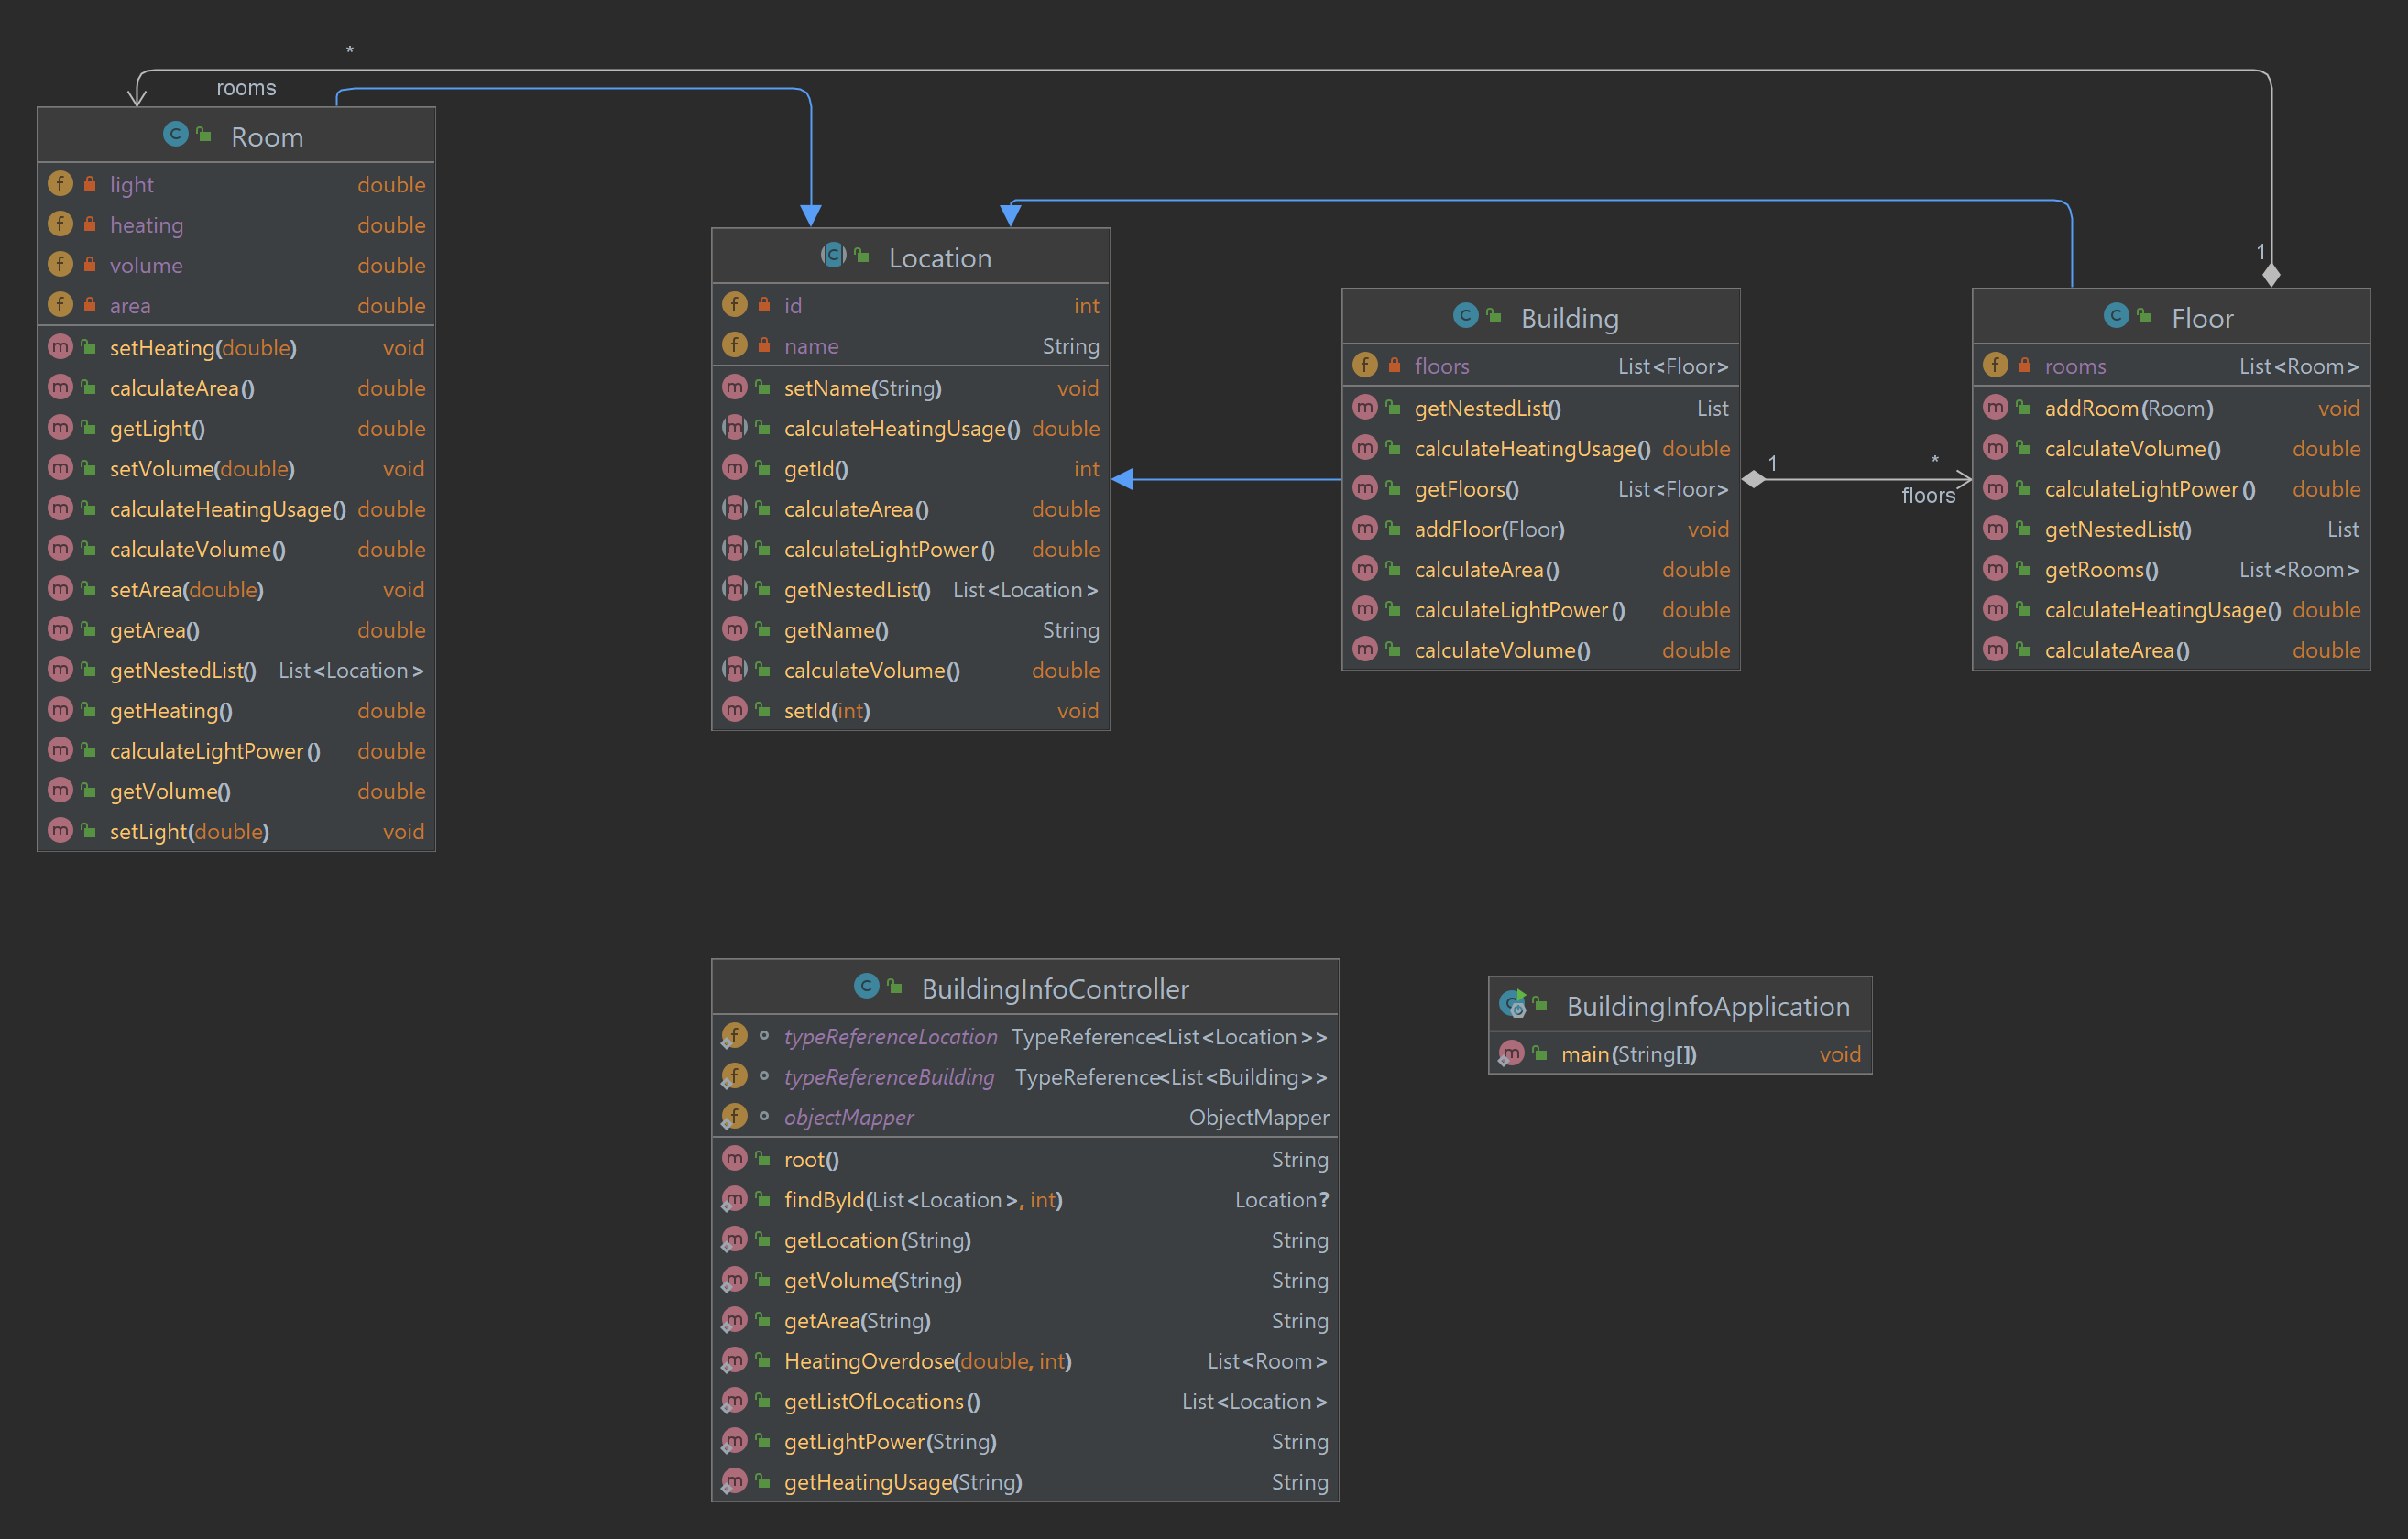 *
rooms
Room
light double
heating double
volume double
area double
setHeating(double) void
calculateArea() double
getLight() double
setVolume(double) void
calculateHeatingUsage() double
calculateVolume() double
setArea(double) void
getArea() double
getNestedList() List<Location>
getHeating() double
calculateLightPower() double
getVolume() double
setLight(double) void
Location
id int
name String
setName(String) void
calculateHeatingUsage() double
getId() int
calculateArea() double
calculateLightPower() double
getNestedList() List<Location>
getName() String
calculateVolume() double
setId(int) void
Building
floors List<Floor>
getNestedList() List
calculateHeatingUsage() double
getFloors() List<Floor>
addFloor(Floor) void
calculateArea() double
calculateLightPower() double
calculateVolume() double
1
*
floors
1
Floor
rooms List<Room>
addRoom(Room) void
calculateVolume() double
calculateLightPower() double
getNestedList() List
getRooms() List<Room>
calculateHeatingUsage() double
calculateArea() double
BuildingInfoController
typeReferenceLocation TypeReference<List<Location>>
typeReferenceBuilding TypeReference<List<Building>>
objectMapper ObjectMapper
root() String
findById(List<Location>, int) Location?
getLocation(String) String
getVolume(String) String
getArea(String) String
HeatingOverdose(double, int) List<Room>
getListOfLocations() List<Location>
getLightPower(String) String
getHeatingUsage(String) String
BuildingInfoApplication
main(String[]) void